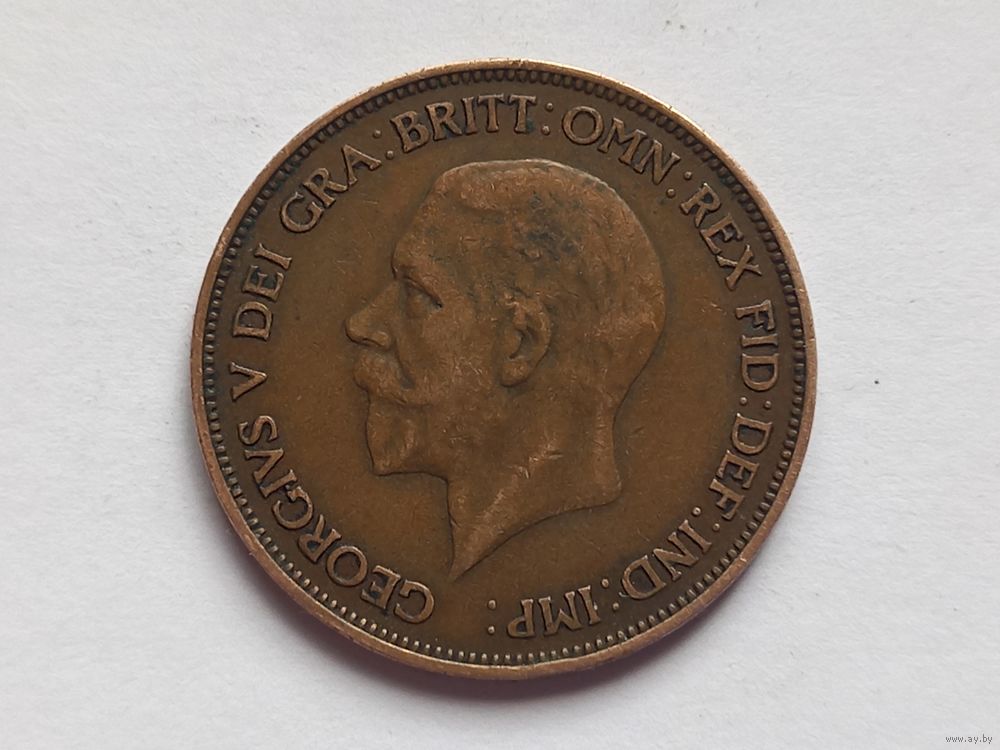 GEORGIVS V DEI GRA: BRITT: OMN: REX FID: DEF: IND: IMP:
www.ay.by